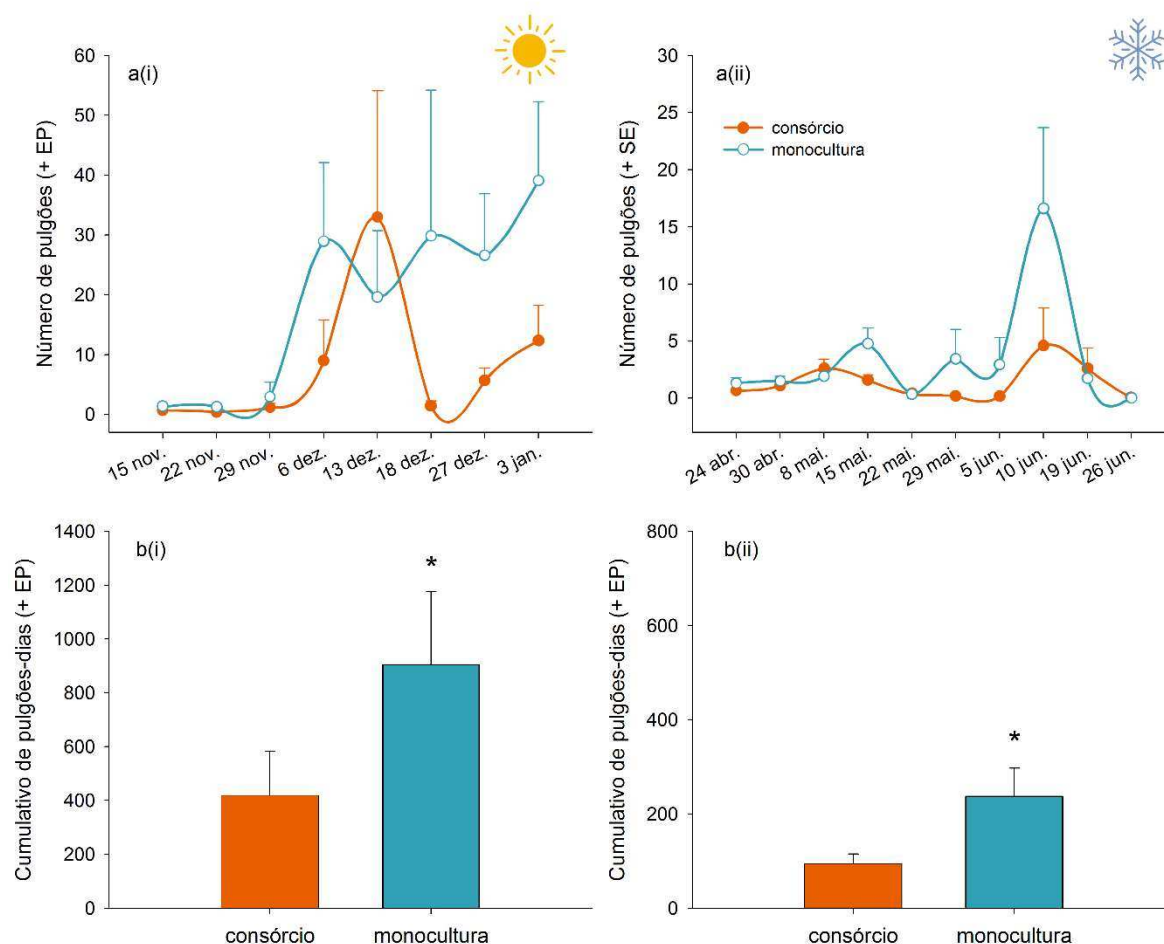 a(i)
Número de pulgões (+ EP)
60
50
40
30
20
10
0
15 nov.
22 nov.
29 nov.
6 dez.
13 dez.
18 dez.
27 dez.
3 jan.
a(ii)
Número de pulgões (+ SE)
30
25
20
15
10
5
0
consórcio
monocultura
24 abr.
30 abr.
8 mai.
15 mai.
22 mai.
29 mai.
5 jun.
10 jun.
19 jun.
26 jun.
b(i)
Cumulativo de pulgões-dias (+ EP)
1400
1200
1000
800
600
400
200
0
*
consórcio
monocultura
b(ii)
Cumulativo de pulgões-dias (+ EP)
800
600
400
200
0
*
consórcio
monocultura